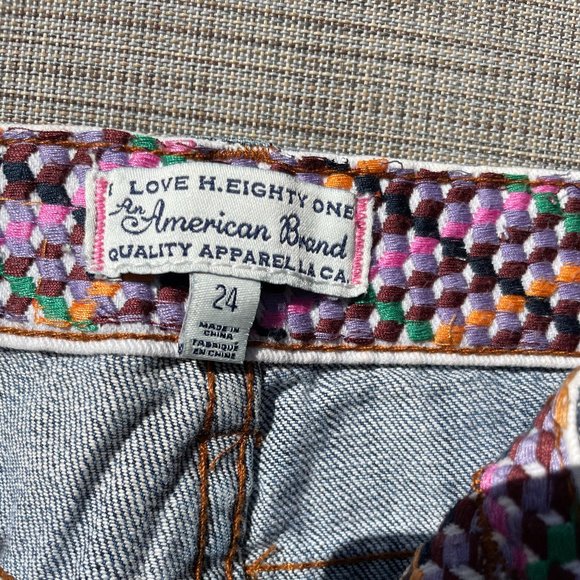 LOVE H.EIGHTY ONE
An
American Brand
QUALITY APPAREL LA CA
24
MADE IN
CHINA
FABRIQUE
EN CHINE